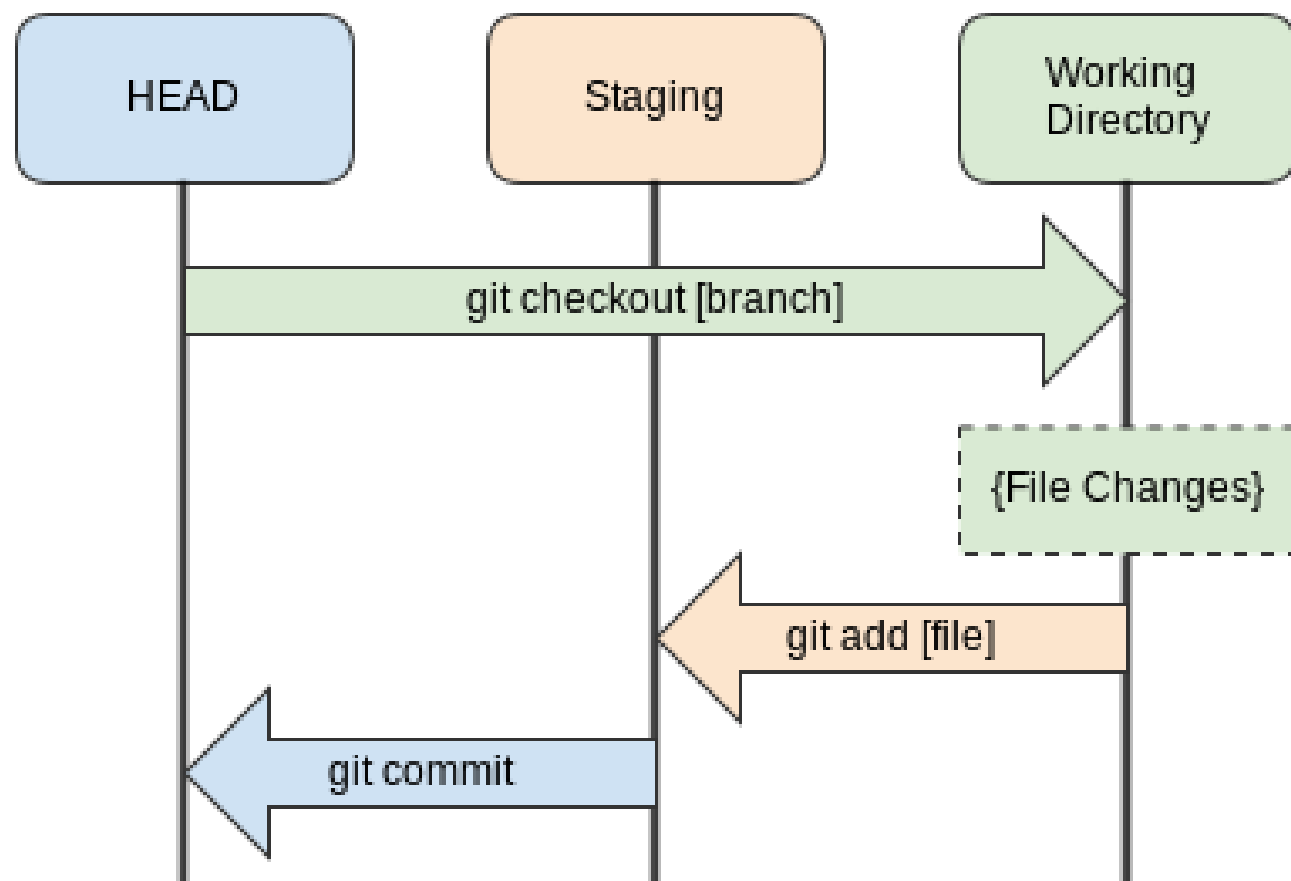 HEAD
Staging
Working
Directory
git checkout [branch]
{File Changes}
git add [file]
git commit